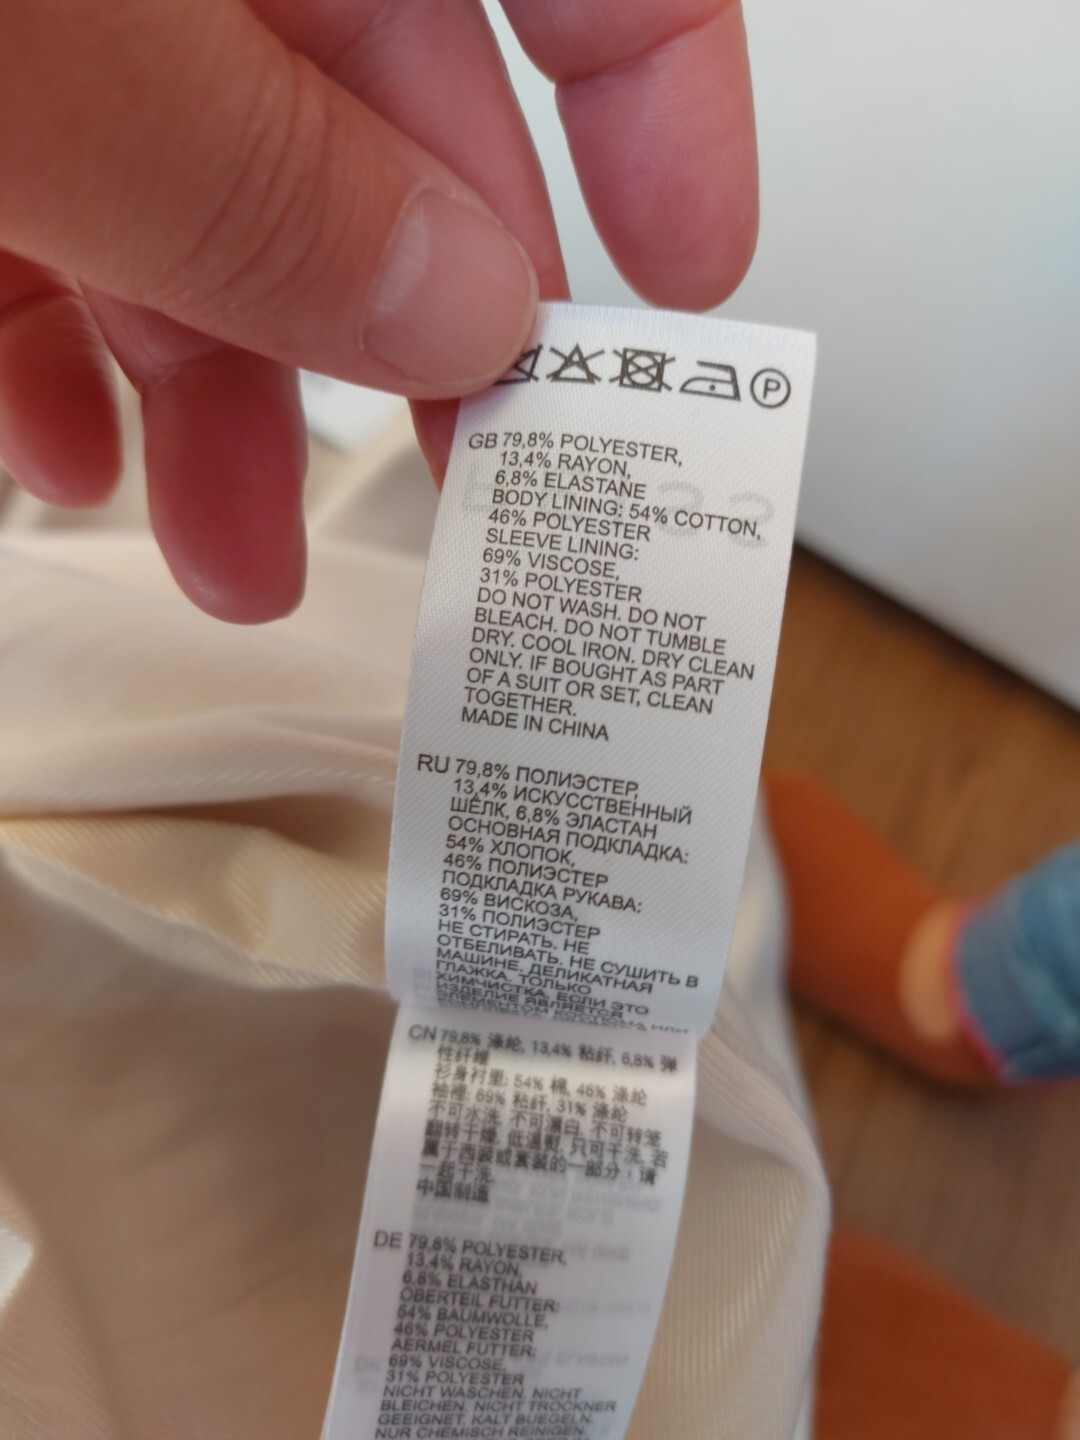 P
GB 79,8% POLYESTER,
13,4% RAYON,
6,8% ELASTANE
BODY LINING: 54% COTTON,
46% POLYESTER
SLEEVE LINING:
69% VISCOSE,
31% POLYESTER
DO NOT WASH. DO NOT
BLEACH. DO NOT TUMBLE
DRY. COOL IRON. DRY CLEAN
ONLY. IF BOUGHT AS PART
OF A SUIT OR SET, CLEAN
TOGETHER.
MADE IN CHINA
RU 79,8% ПОЛИЭСТЕР,
13,4% ИСКУССТВЕННЫЙ
ШЁЛК, 6,8% ЭЛАСТАН
ОСНОВНАЯ ПОДКЛАДКА:
54% ХЛОПОК,
46% ПОЛИЭСТЕР
ПОДКЛАДКА РУКАВА:
69% ВИСКОЗА,
31% ПОЛИЭСТЕР
НЕ СТИРАТЬ. НЕ
ОТБЕЛИВАТЬ. НЕ СУШИТЬ В
МАШИНЕ. ДЕЛИКАТНАЯ
ГЛАЖКА. ТОЛЬКО
ХИМЧИСТКА. ЕСЛИ ЭТО
ИЗДЕЛИЕ ЯВЛЯЕТСЯ
ЭЛЕМЕНТОМ КОСТЮМА ИЛИ
CN 79,8% 涤纶, 13,4% 粘纤, 6,8% 弹
性纤维
衫身衬里: 54% 棉, 46% 涤纶
袖裡: 69% 粘纤, 31% 涤纶
不可水洗. 不可漂白. 不可转笼
翻转干燥. 低温熨. 只可干洗. 若
属于西装或套装的一部分，请
一起干洗.
中国制造
DE 79,8% POLYESTER,
13,4% RAYON,
6,8% ELASTHAN
OBERTEIL FUTTER:
54% BAUMWOLLE,
46% POLYESTER
AERMEL FUTTER:
69% VISCOSE,
31% POLYESTER
NICHT WASCHEN. NICHT
BLEICHEN. NICHT TROCKNER
GEEIGNET. KALT BUEGELN.
NUR CHEMISCH REINIGEN.